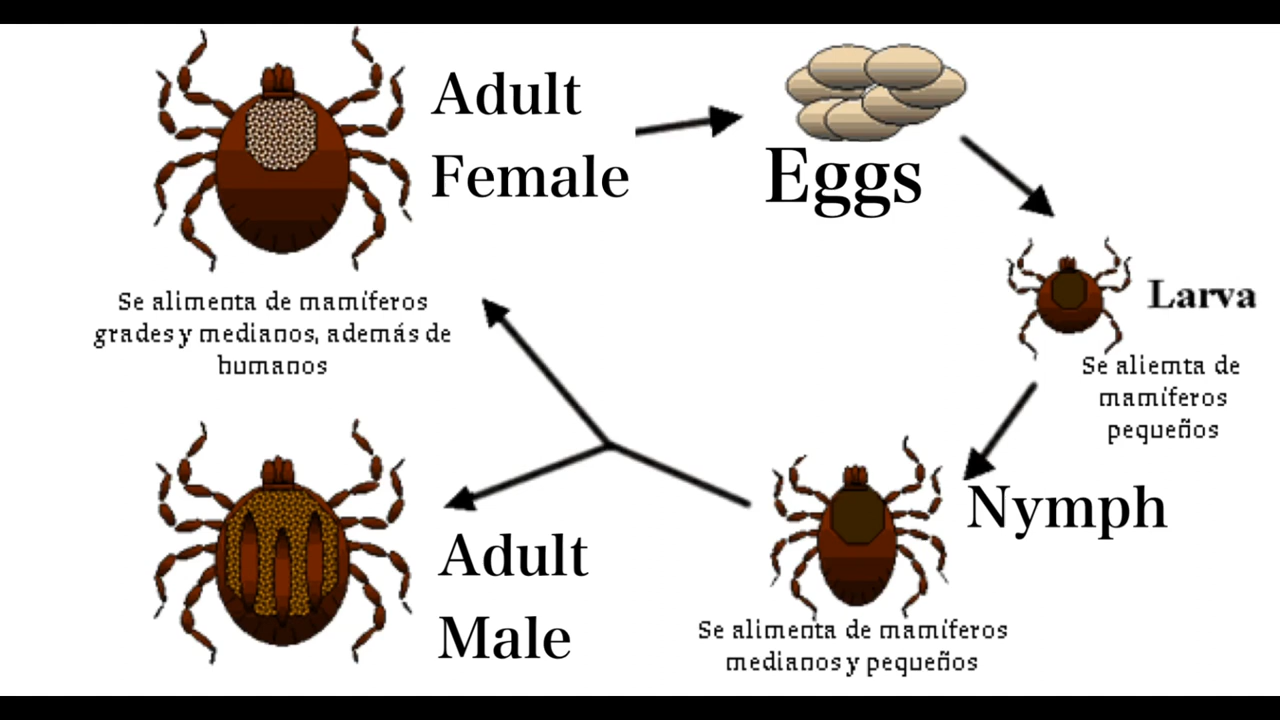 Adult
Female
Eggs
Se alimenta de mamíferos
grades y medianos, además de
humanos
Larva
Se aliemta de
mamíferos
pequeños
Nymph
Adult
Male
Se alimenta de mamíferos
medianos y pequeños